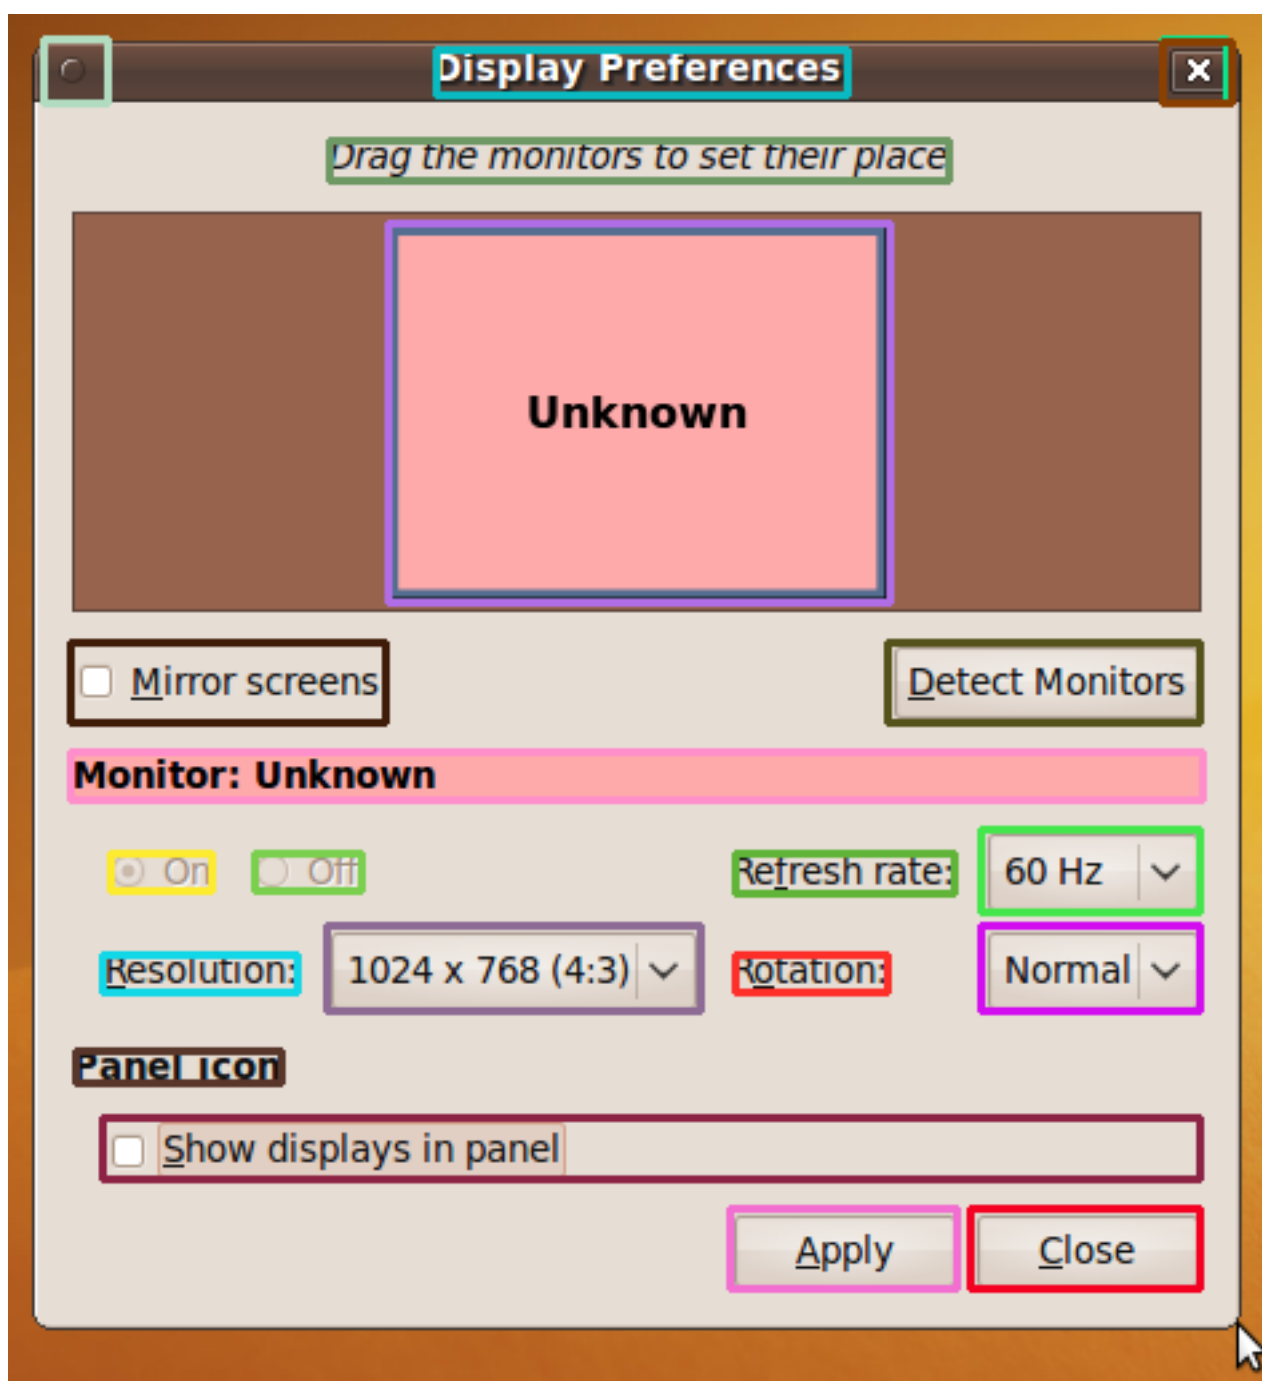 Display Preferences
Drag the monitors to set their place
Unknown
Mirror screens Detect Monitors
Monitor: Unknown
On Off Refresh rate: 60 Hz
Resolution: 1024 x 768 (4:3) Rotation: Normal
Panel icon
Show displays in panel
Apply Close